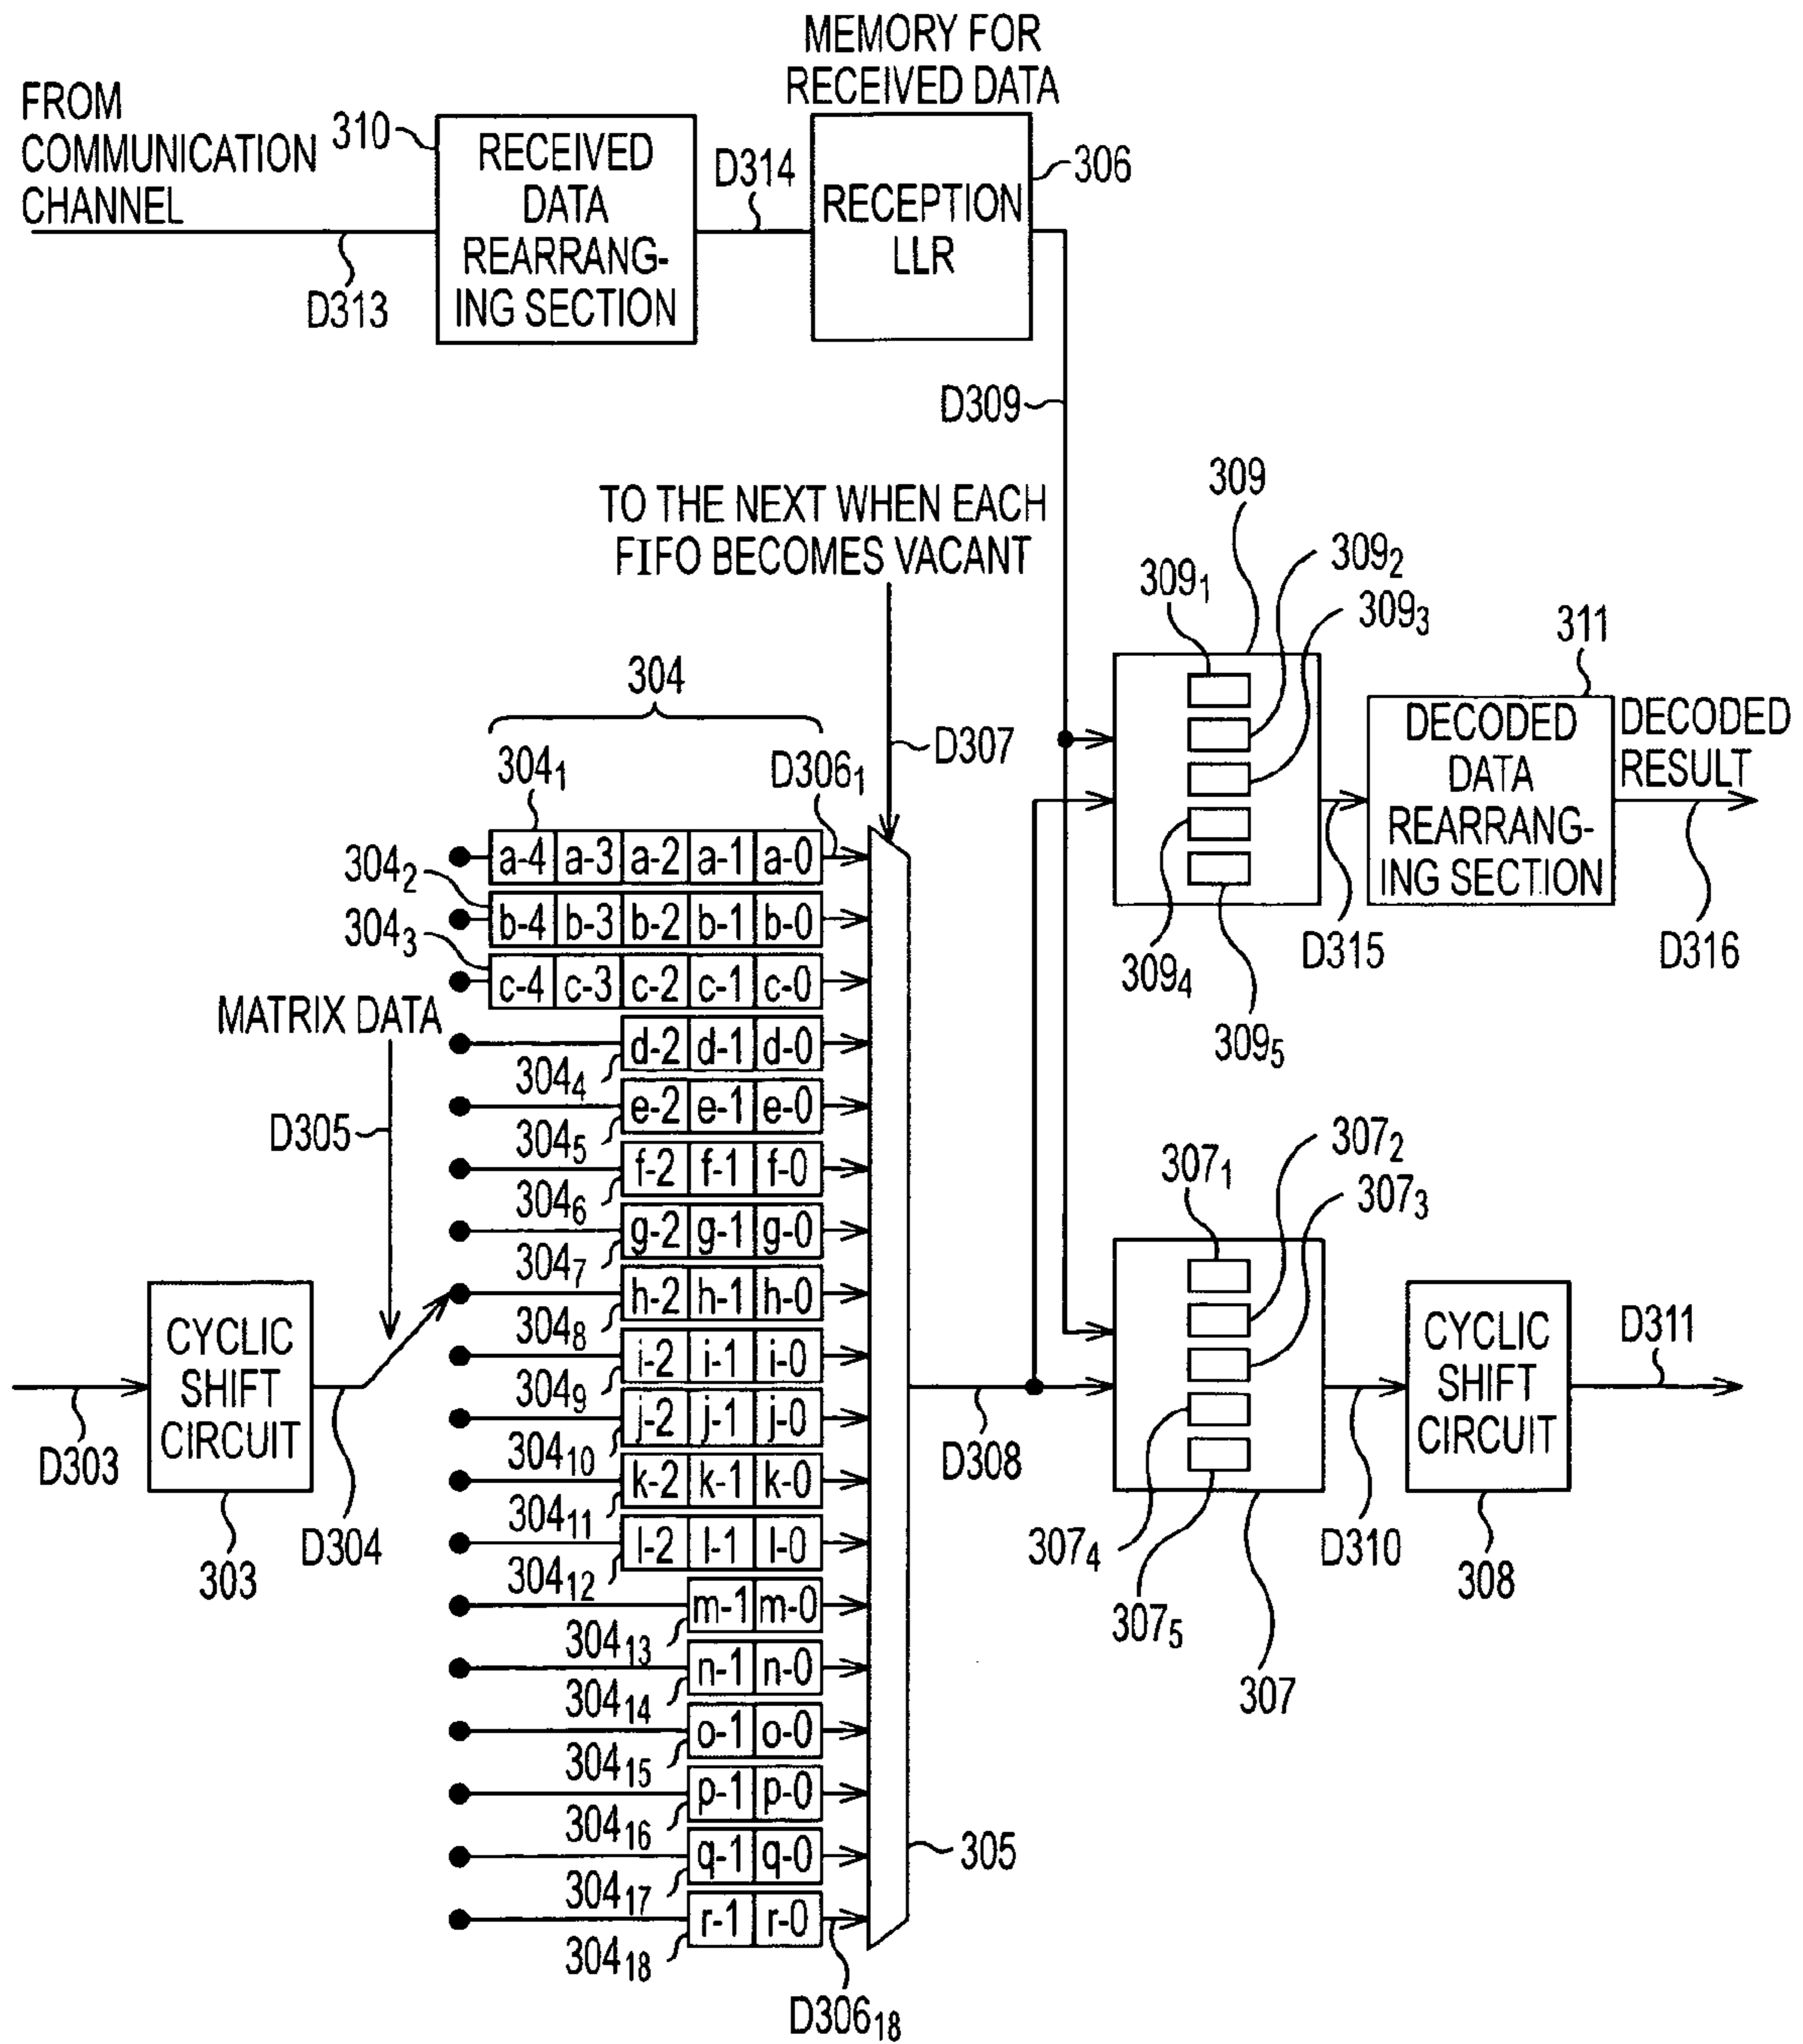 MEMORY FOR
RECEIVED DATA
FROM
COMMUNICATION
CHANNEL
310
RECEIVED
DATA
REARRANG-
ING SECTION
D314
RECEPTION
LLR
306
D313
D309
TO THE NEXT WHEN EACH
FIFO BECOMES VACANT
D307
309
309₁
309₂
309₃
309₄
309₅
311
DECODED
DATA
REARRANG-
ING SECTION
DECODED
RESULT
D315
D316
304
304₁
D306₁
a-4 a-3 a-2 a-1 a-0
304₂
b-4 b-3 b-2 b-1 b-0
304₃
c-4 c-3 c-2 c-1 c-0
MATRIX DATA
D305
d-2 d-1 d-0
304₄
e-2 e-1 e-0
304₅
f-2 f-1 f-0
304₆
g-2 g-1 g-0
304₇
h-2 h-1 h-0
304₈
i-2 i-1 i-0
304₉
j-2 j-1 j-0
304₁₀
k-2 k-1 k-0
304₁₁
l-2 l-1 l-0
304₁₂
m-1 m-0
304₁₃
n-1 n-0
304₁₄
o-1 o-0
304₁₅
p-1 p-0
304₁₆
q-1 q-0
304₁₇
r-1 r-0
304₁₈
D306₁₈
305
D303
CYCLIC
SHIFT
CIRCUIT
303
D304
D308
307₁
307₂
307₃
307₄
307₅
307
D310
CYCLIC
SHIFT
CIRCUIT
308
D311